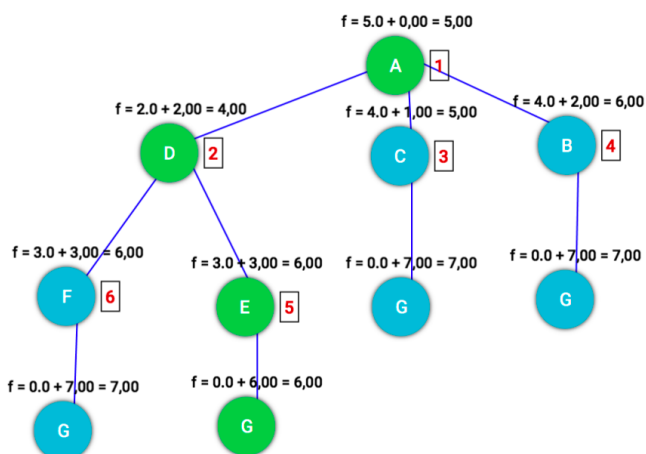 f = 5.0 + 0,00 = 5,00
A
1
f = 2.0 + 2,00 = 4,00
f = 4.0 + 1,00 = 5,00
f = 4.0 + 2,00 = 6,00
D
2
C
3
B
4
f = 3.0 + 3,00 = 6,00
f = 3.0 + 3,00 = 6,00
f = 0.0 + 7,00 = 7,00
f = 0.0 + 7,00 = 7,00
F
6
E
5
G
G
f = 0.0 + 7,00 = 7,00
f = 0.0 + 6,00 = 6,00
G
G